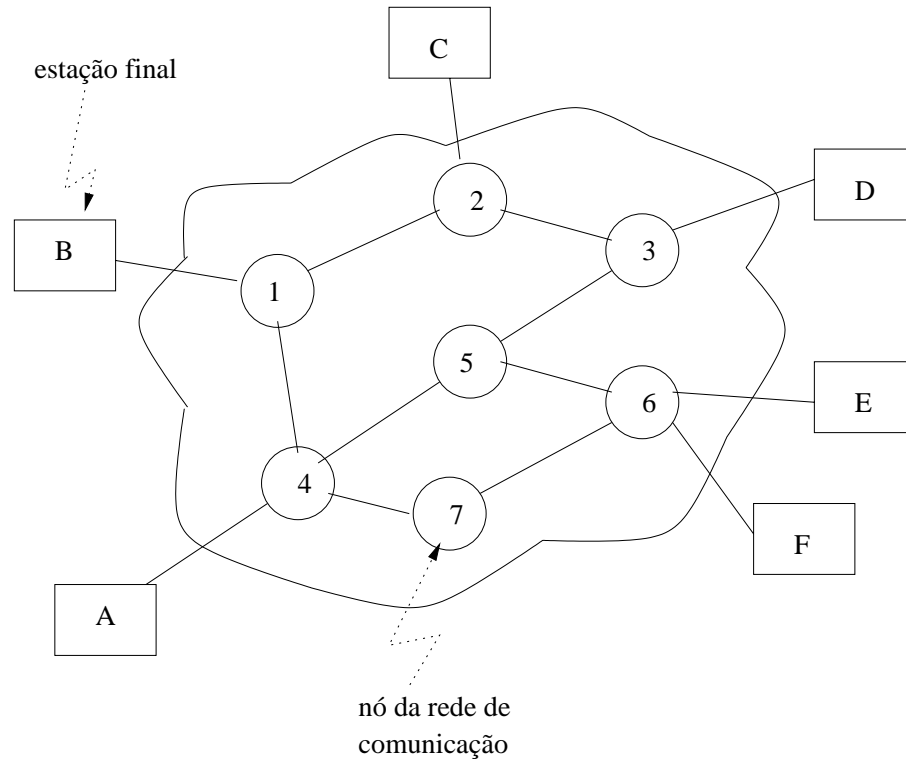 C
estação final
2
D
B
3
1
5
6
E
4
7
F
A
nó da rede de
comunicação